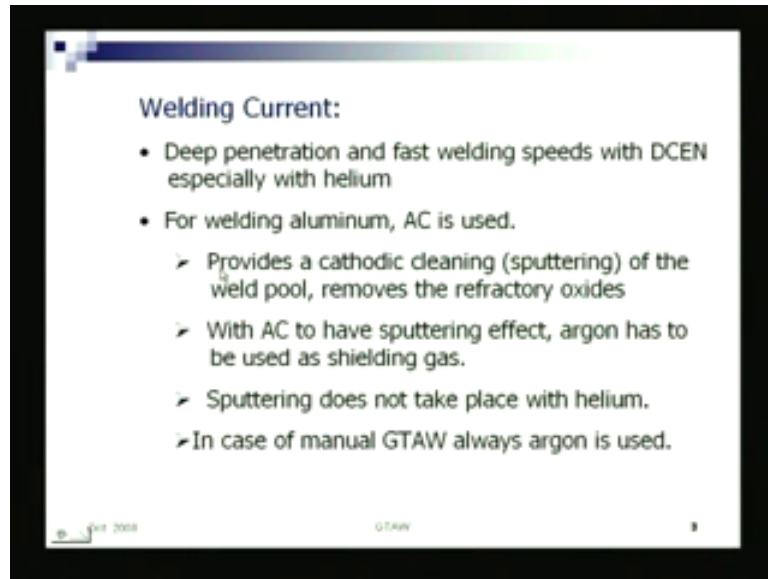 Welding Current:
• Deep penetration and fast welding speeds with DCEN
especially with helium
• For welding aluminum, AC is used.
➢ Provides a cathodic cleaning (sputtering) of the
weld pool, removes the refractory oxides
➢ With AC to have sputtering effect, argon has to
be used as shielding gas.
➢ Sputtering does not take place with helium.
➢In case of manual GTAW always argon is used.
2008 GTAW